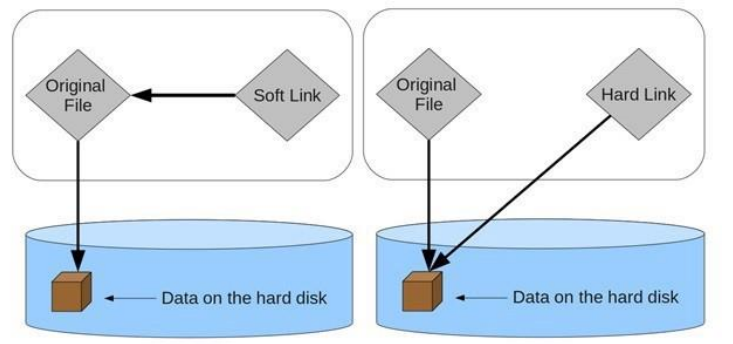 Original
File
Soft Link
Data on the hard disk
Original
File
Hard Link
Data on the hard disk